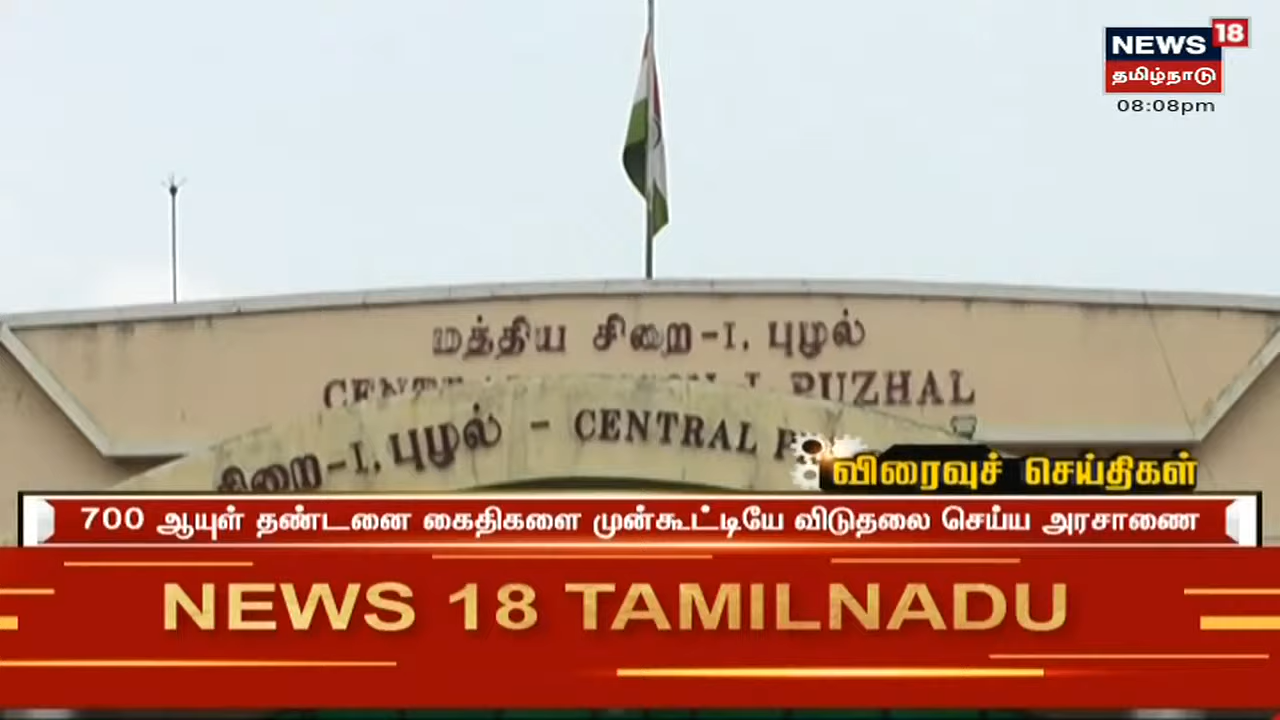 NEWS 18
தமிழ்நாடு
08:08pm
மத்திய சிறை-I, புழல்
PUZHAL
சிறை-I, புழல் - CENTRAL
விரைவுச் செய்திகள்
700 ஆயுள் தண்டனை கைதிகளை முன்கூட்டியே விடுதலை செய்ய அரசாணை
NEWS 18 TAMILNADU